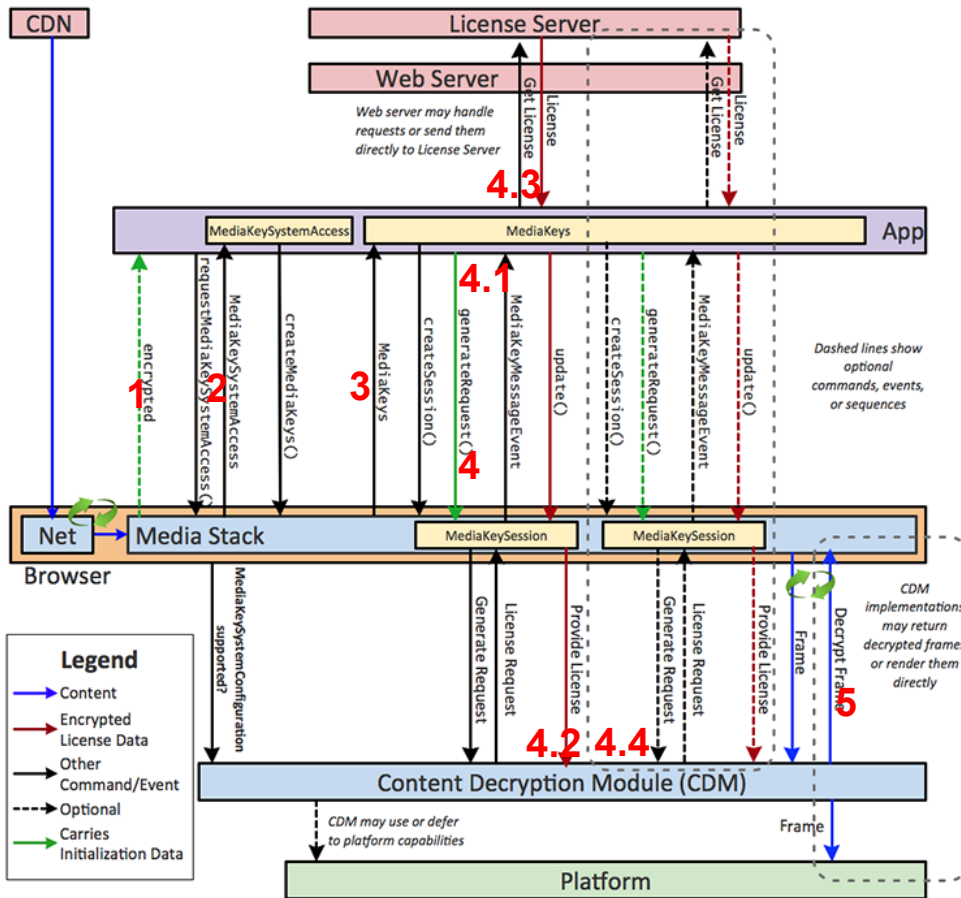 CDN
License Server
Web Server
Web server may handle
requests or send them
directly to License Server
Get License
License
Get License
License
4.3
MediaKeySystemAccess
MediaKeys
App
encrypted
1
requestMediaKeySystemAccess()
2
MediaKeySystemAccess
createMediaKeys()
3
MediaKeys
createSession()
4.1
generateRequest()
4
MediaKeyMessageEvent
update()
createSession()
generateRequest()
MediaKeyMessageEvent
update()
Dashed lines show
optional
commands, events,
or sequences
Net
Media Stack
MediaKeySession
MediaKeySession
Browser
MediaKeySystemConfiguration
supported?
Generate Request
License Request
Provide License
4.2
4.4
Generate Request
License Request
Provide License
Frame
Decrypt Frame
5
CDM
implementations
may return
decrypted frames
or render them
directly
Legend
Content
Encrypted
License Data
Other
Command/Event
Optional
Carries
Initialization Data
Content Decryption Module (CDM)
CDM may use or defer
to platform capabilities
Frame
Platform